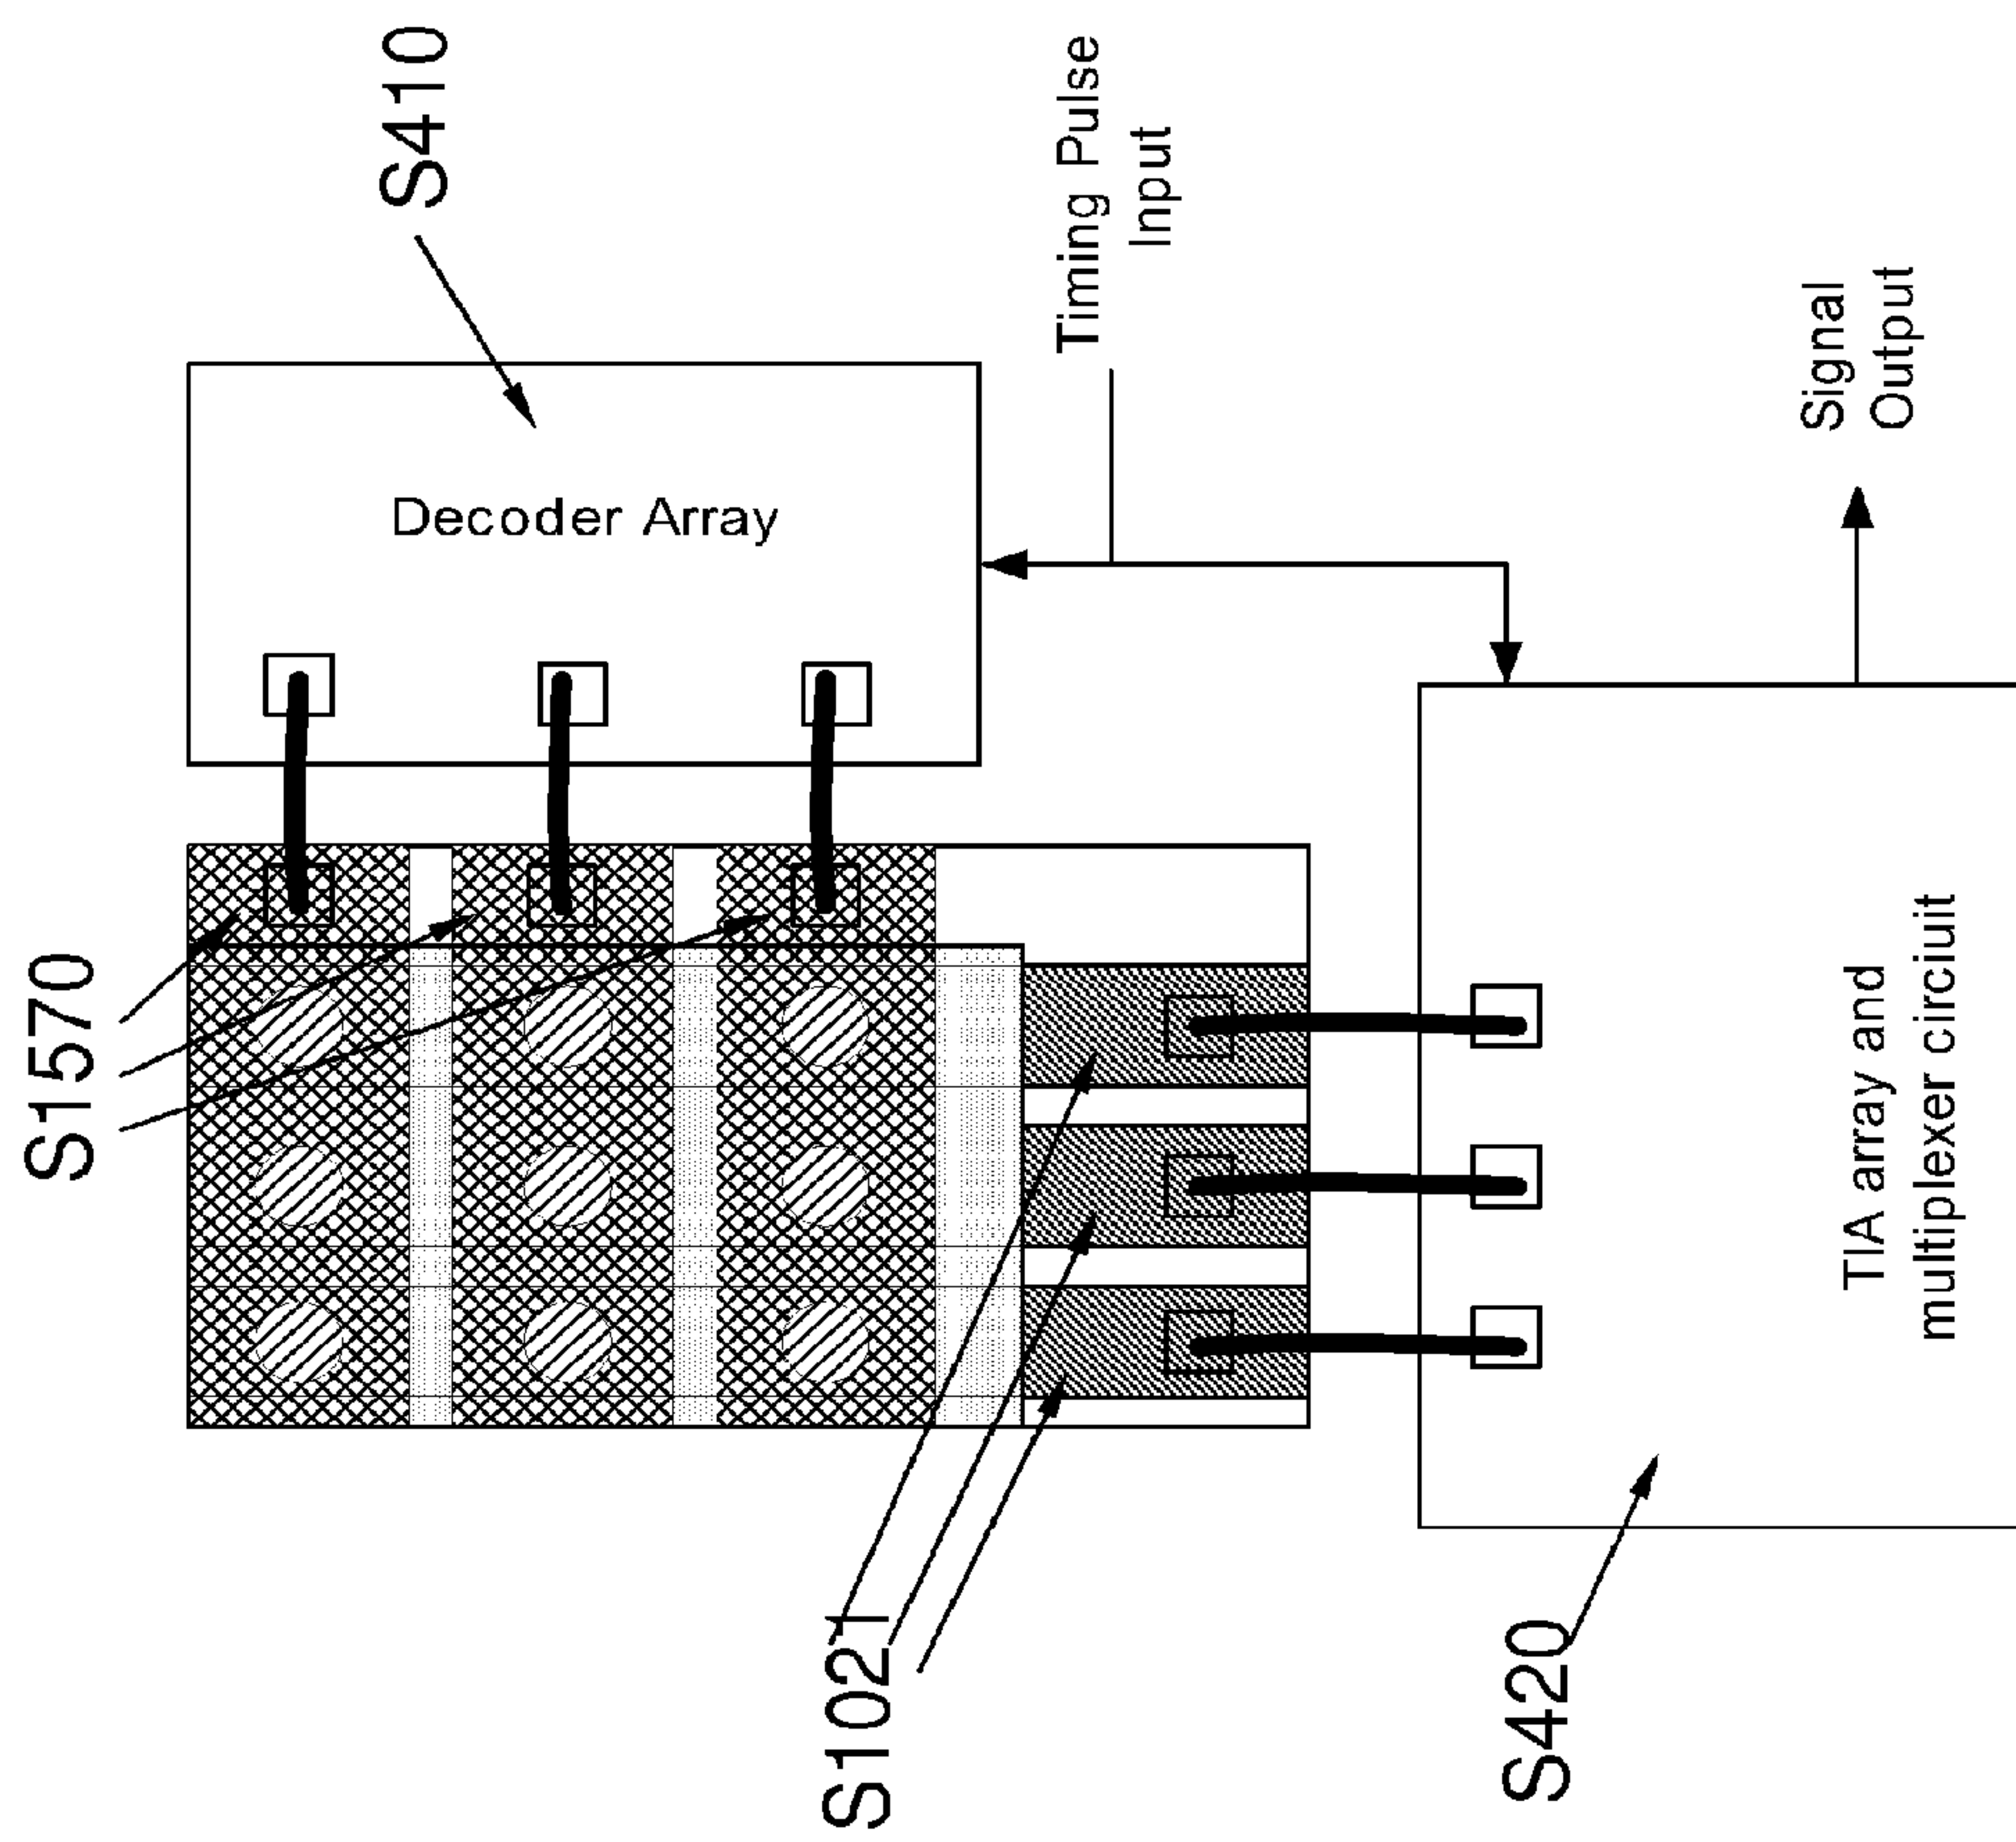 S410
Timing Pulse
Input
Signal
Output
Decoder Array
S1570
TIA array and
multiplexer circiuit
S1021
S420